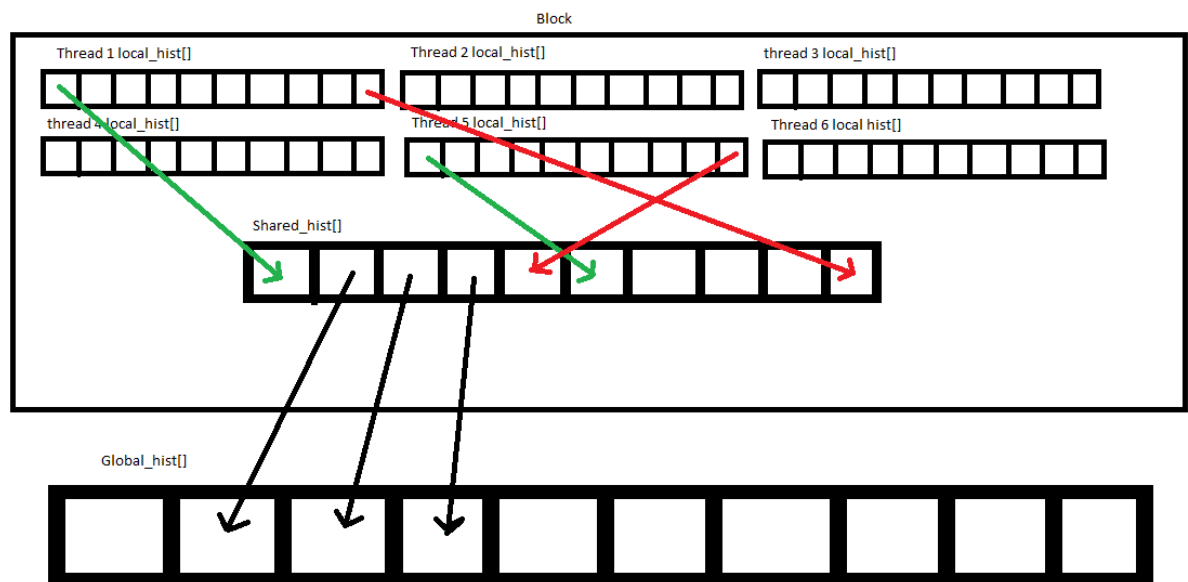 Block
Thread 1 local_hist[]
Thread 2 local_hist[]
thread 3 local_hist[]
thread 4 local_hist[]
Thread 5 local_hist[]
Thread 6 local hist]
Shared_hist[]
Global_hist[]